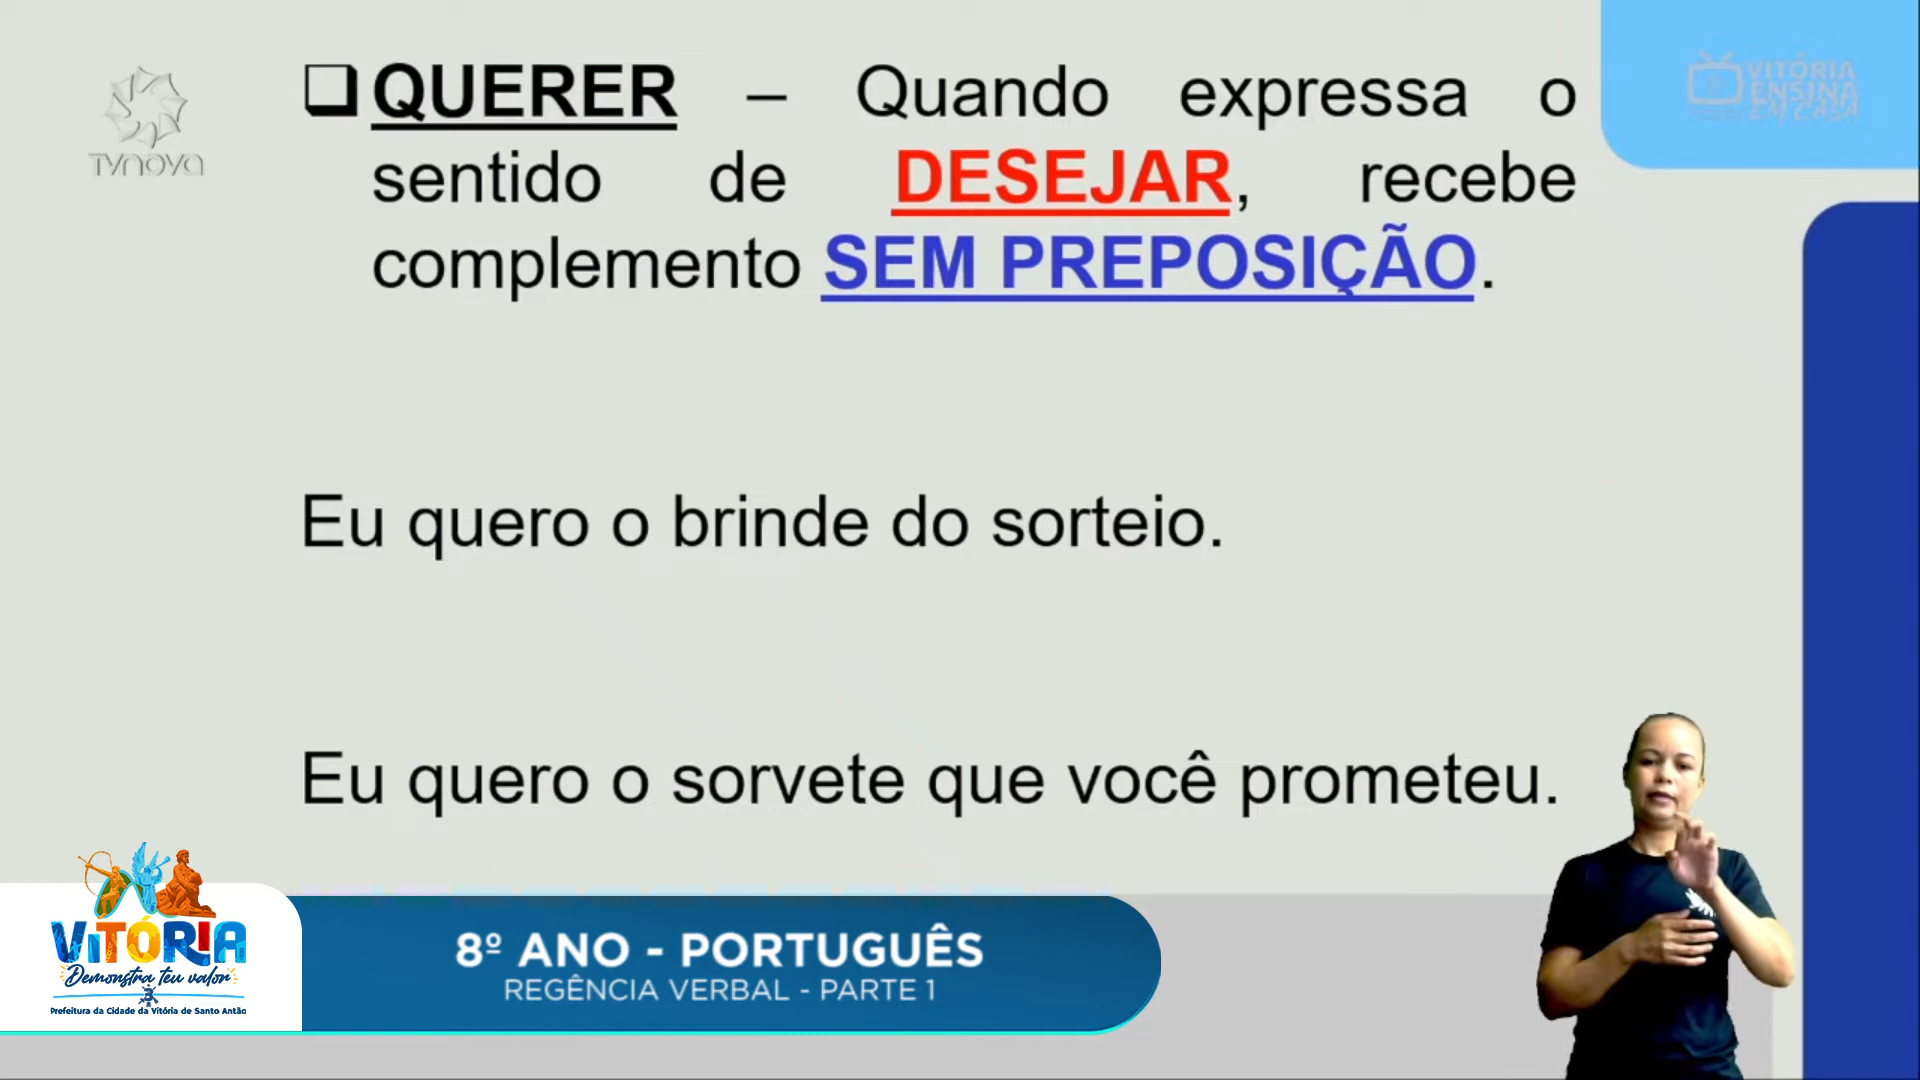 TVNOVA
VITÓRIA
ENSINA
EM CASA
❑ QUERER – Quando expressa o
sentido de DESEJAR, recebe
complemento SEM PREPOSIÇÃO.
Eu quero o brinde do sorteio.
Eu quero o sorvete que você prometeu.
VITÓRIA
Demonstra teu valor
Prefeitura da Cidade da Vitória de Santo Antão
8º ANO - PORTUGUÊS
REGÊNCIA VERBAL - PARTE 1